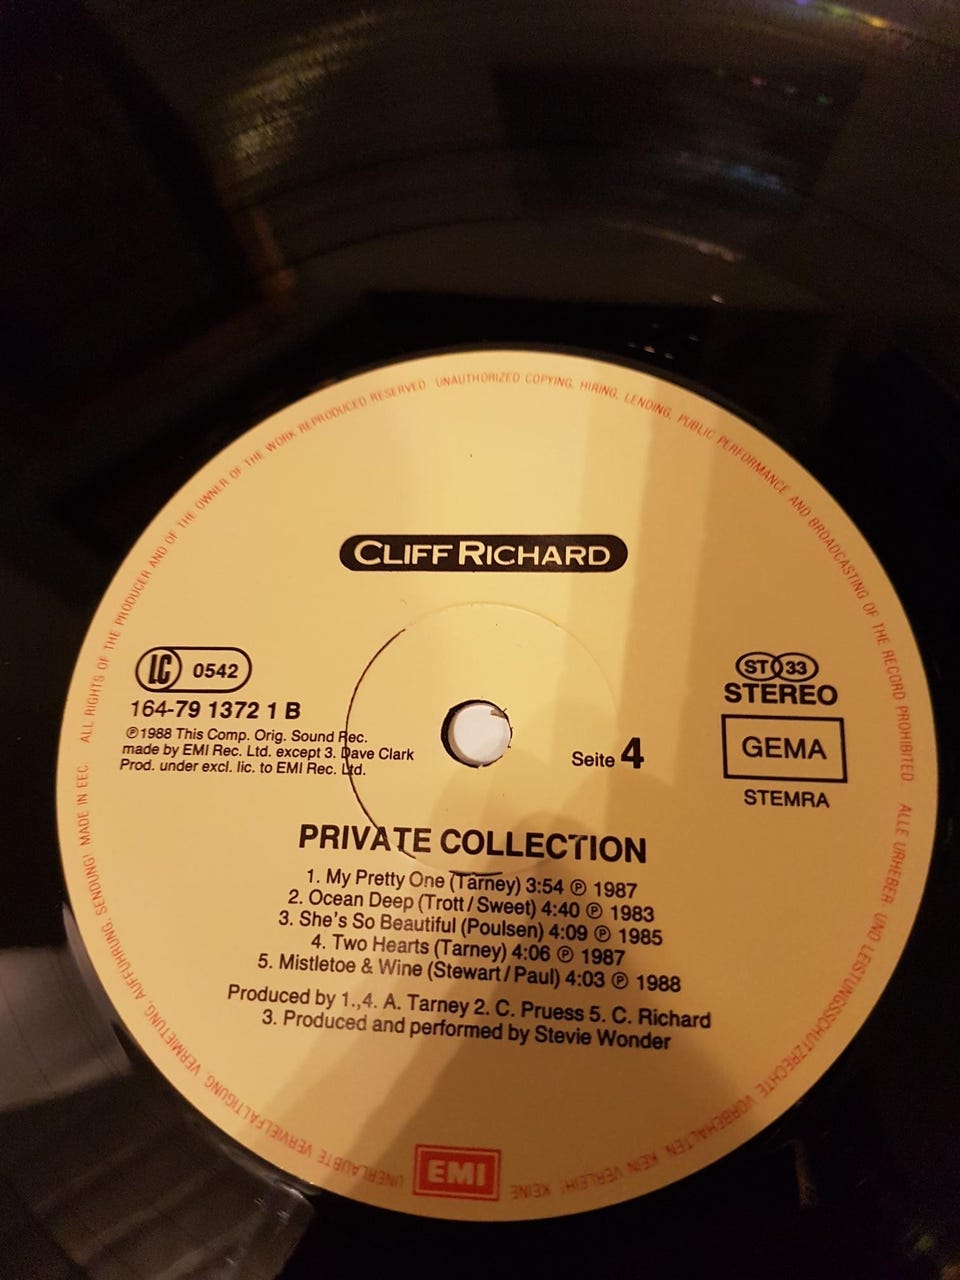 ALL RIGHTS OF THE PRODUCER AND OF THE OWNER OF THE WORK REPRODUCED RESERVED UNAUTHORIZED COPYING, HIRING, LENDING, PUBLIC PERFORMANCE AND BROADCASTING OF THE RECORD PROHIBITED.
CLIFF RICHARD
LC 0542
164-79 1372 1 B
℗1988 This Comp. Orig. Sound Rec.
made by EMI Rec. Ltd. except 3. Dave Clark
Prod. under excl. lic. to EMI Rec. Ltd.
Seite 4
ST 33
STEREO
GEMA
STEMRA
PRIVATE COLLECTION
1. My Pretty One (Tarney) 3:54 ℗ 1987
2. Ocean Deep (Trott/Sweet) 4:40 ℗ 1983
3. She's So Beautiful (Poulsen) 4:09 ℗ 1985
4. Two Hearts (Tarney) 4:06 ℗ 1987
5. Mistletoe & Wine (Stewart/Paul) 4:03 ℗ 1988
Produced by 1.,4. A. Tarney 2. C. Pruess 5. C. Richard
3. Produced and performed by Stevie Wonder
EMI
ALLE URHEBER- UND LEISTUNGSSCHUTZRECHTE VORBEHALTEN KEIN VERLEIH! KEINE UNERLAUBTE VERVIELFÄLTIGUNG, VERMIETUNG, AUFFÜHRUNG, SENDUNG! MADE IN EEC.